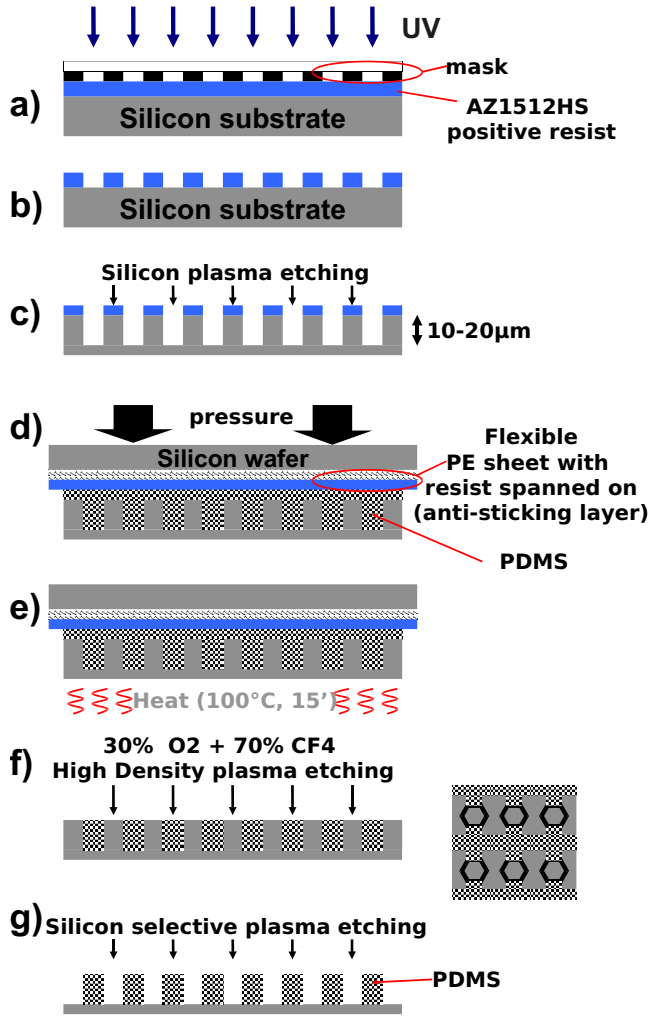 UV
mask
a)
AZ1512HS
positive resist
Silicon substrate
b)
Silicon substrate
Silicon plasma etching
c)
10-20µm
d)
pressure
Flexible
PE sheet with
resist spanned on
(anti-sticking layer)
Silicon wafer
PDMS
e)
Heat (100°C, 15’)
f)
30% O2 + 70% CF4
High Density plasma etching
g)
Silicon selective plasma etching
PDMS